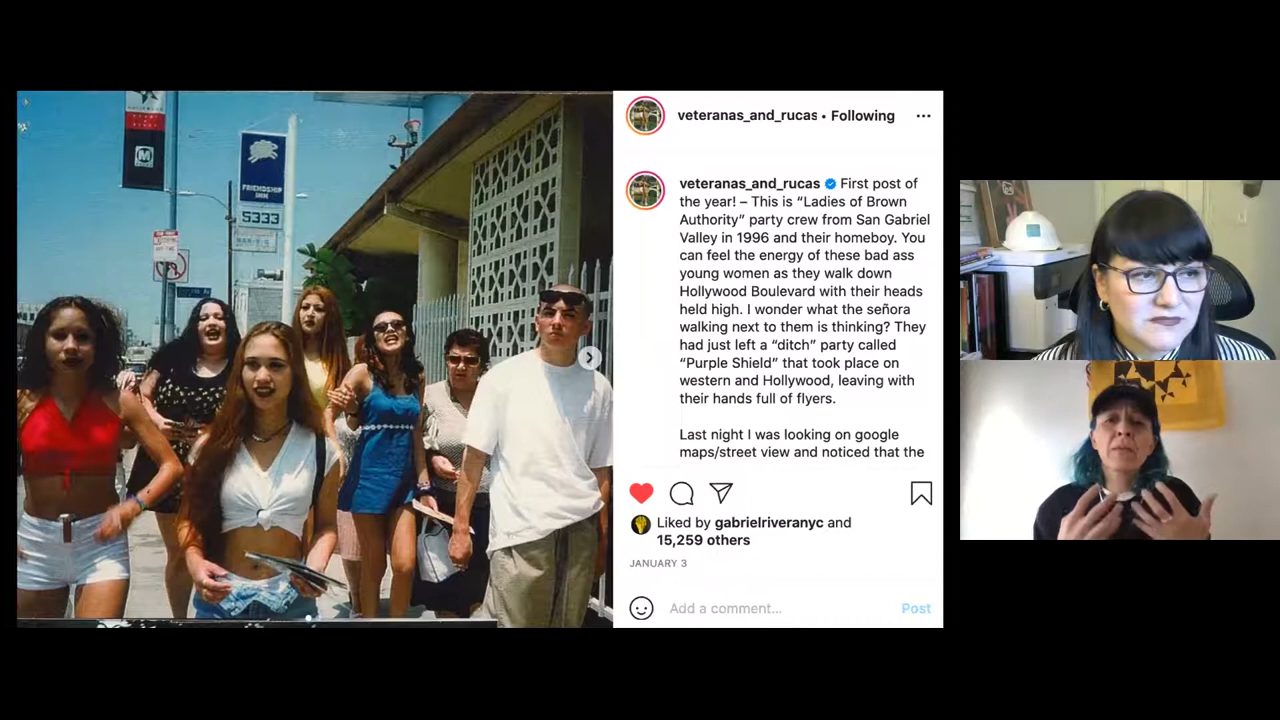 FRIENDSHIP
5333
veteranas_and_rucas • Following
veteranas_and_rucas First post of
the year! – This is “Ladies of Brown
Authority” party crew from San Gabriel
Valley in 1996 and their homeboy. You
can feel the energy of these bad ass
young women as they walk down
Hollywood Boulevard with their heads
held high. I wonder what the señora
walking next to them is thinking? They
had just left a “ditch” party called
“Purple Shield” that took place on
western and Hollywood, leaving with
their hands full of flyers.
Last night I was looking on google
maps/street view and noticed that the
Liked by gabrielriveranyc and
15,259 others
JANUARY 3
Add a comment...
Post